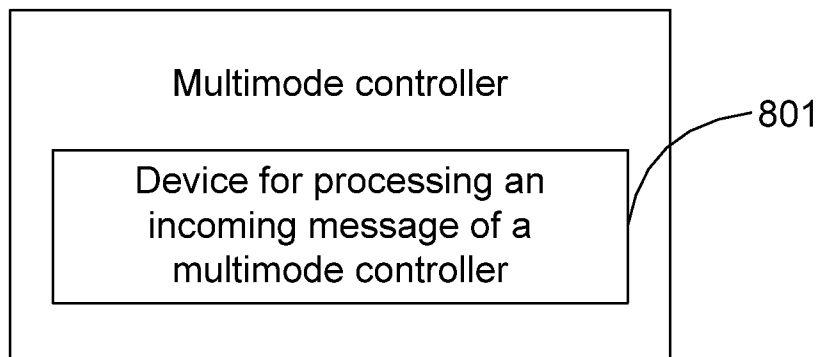 Multimode controller
801
Device for processing an
incoming message of a
multimode controller